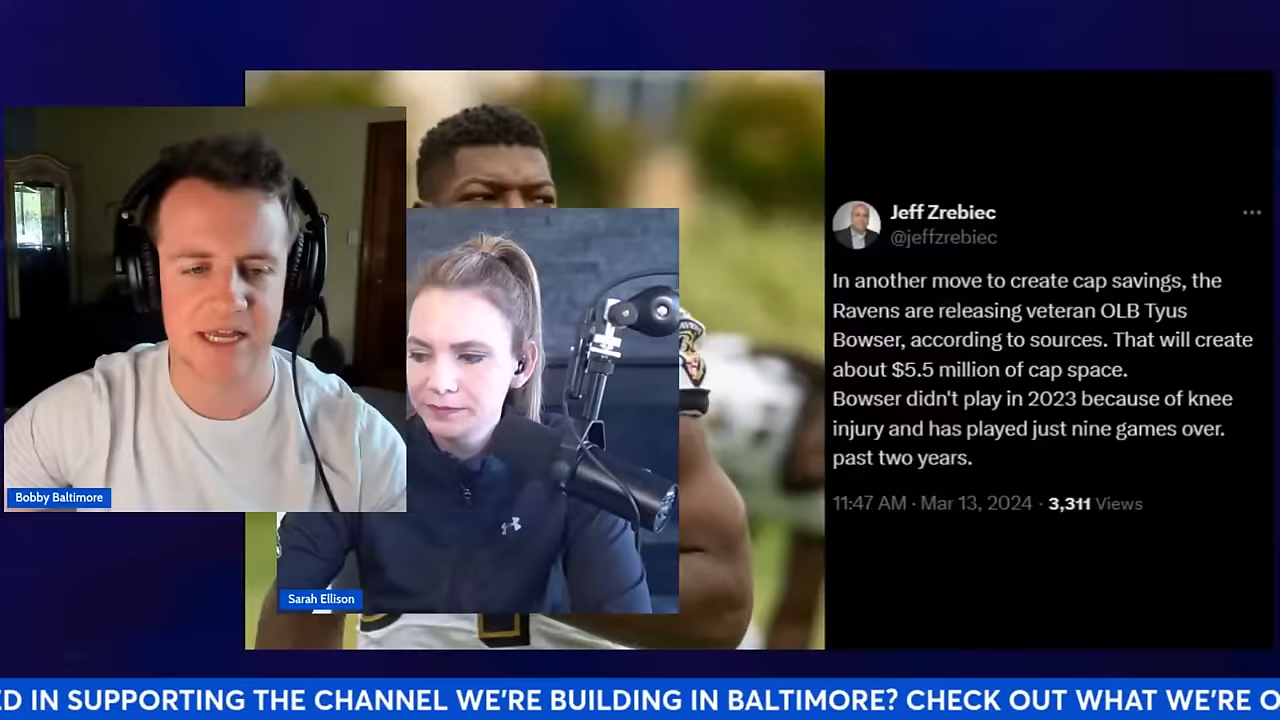 Jeff Zrebiec
@jeffzrebiec
In another move to create cap savings, the
Ravens are releasing veteran OLB Tyus
Bowser, according to sources. That will create
about $5.5 million of cap space.
Bowser didn't play in 2023 because of knee
injury and has played just nine games over.
past two years.
11:47 AM · Mar 13, 2024 · 3,311 Views
Bobby Baltimore
Sarah Ellison
ED IN SUPPORTING THE CHANNEL WE'RE BUILDING IN BALTIMORE? CHECK OUT WHAT WE'RE O